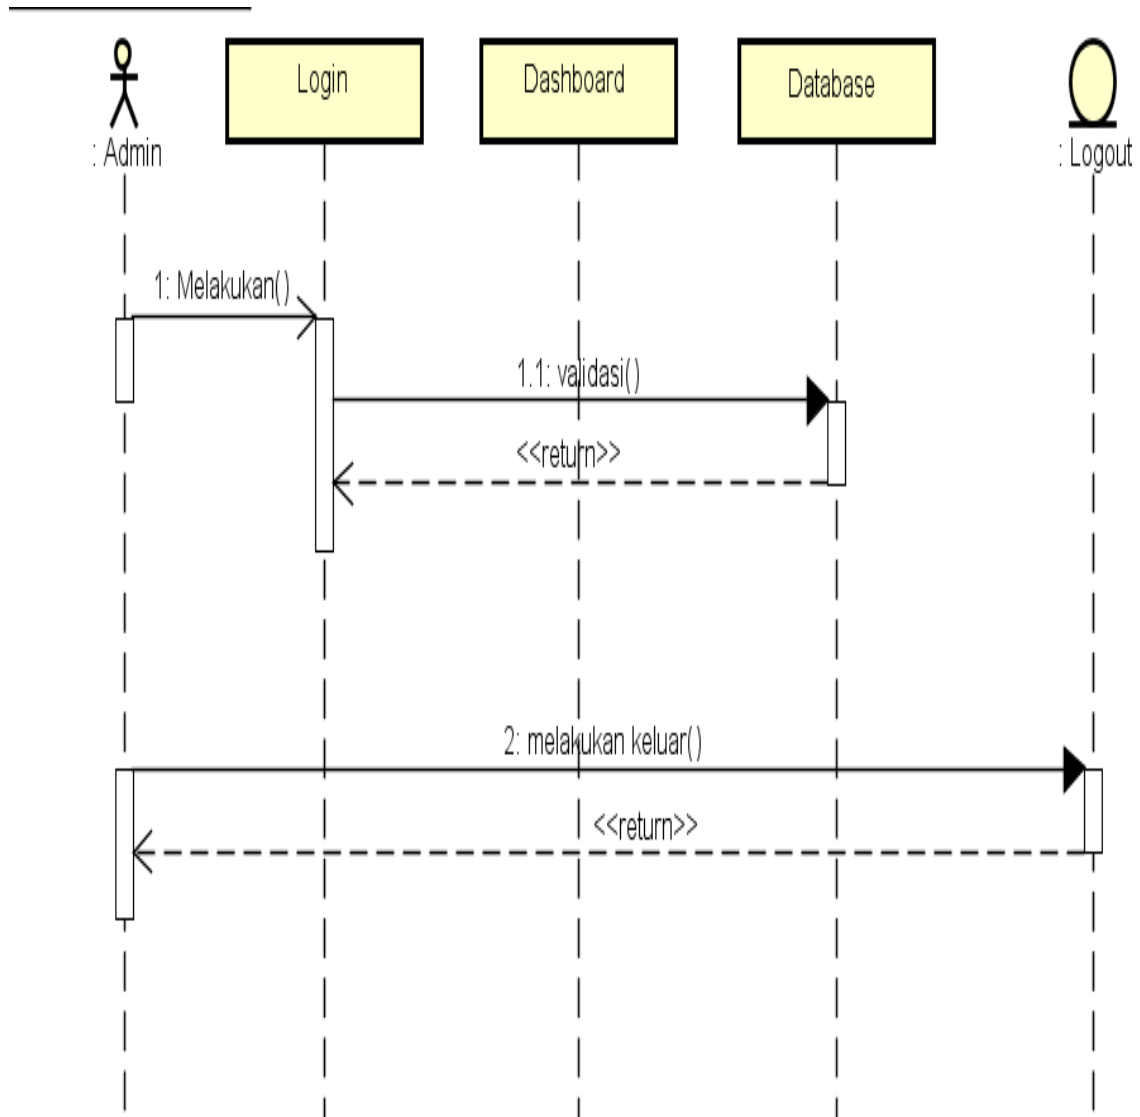 Login
Dashboard
Database
: Admin
: Logout
1: Melakukan()
1.1: validasi()
<<return>>
2: melakukan keluar()
<<return>>